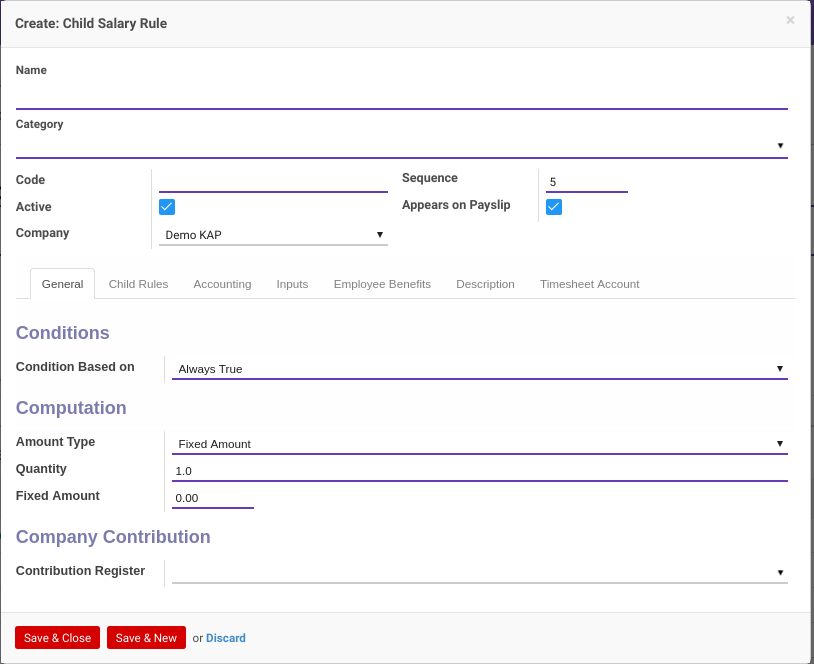 Create: Child Salary Rule ×
Name
Category
Code
Sequence 5
Active
Appears on Payslip
Company Demo KAP
General Child Rules Accounting Inputs Employee Benefits Description Timesheet Account
Conditions
Condition Based on Always True
Computation
Amount Type Fixed Amount
Quantity 1.0
Fixed Amount 0.00
Company Contribution
Contribution Register
Save & Close Save & New or Discard